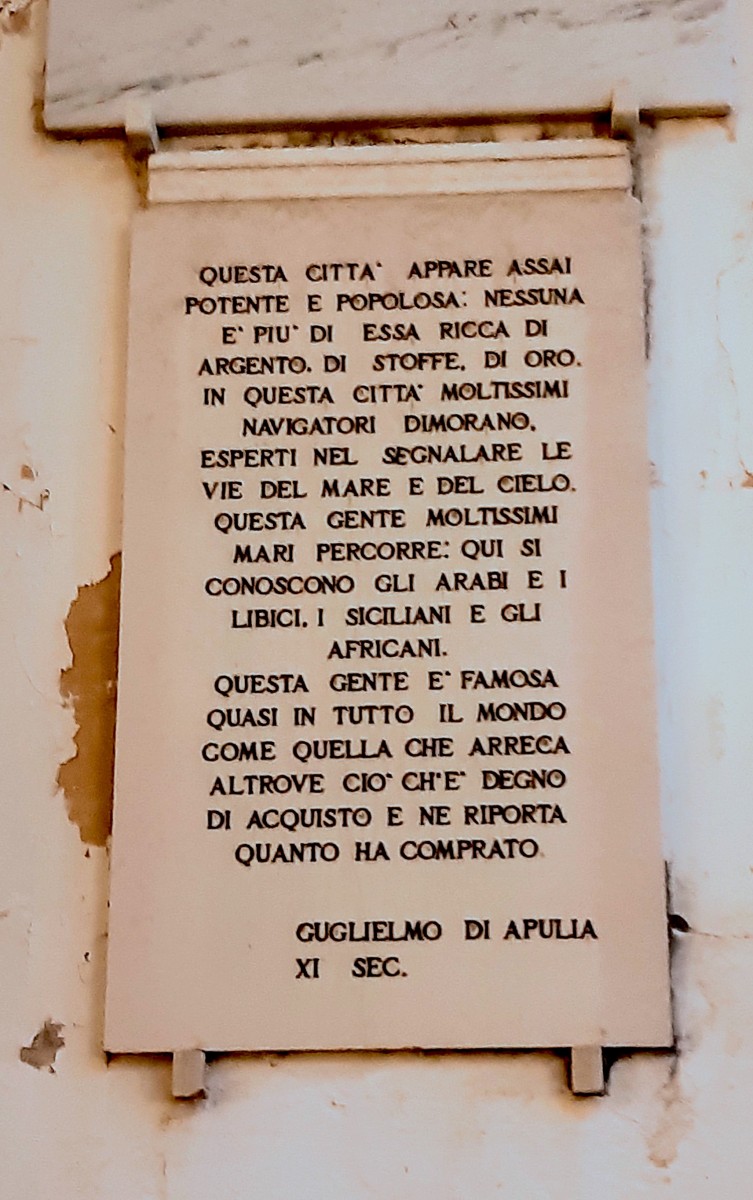 QUESTA CITTA' APPARE ASSAI
POTENTE E POPOLOSA: NESSUNA
E' PIU' DI ESSA RICCA DI
ARGENTO, DI STOFFE, DI ORO.
IN QUESTA CITTA' MOLTISSIMI
NAVIGATORI DIMORANO,
ESPERTI NEL SEGNALARE LE
VIE DEL MARE E DEL CIELO.
QUESTA GENTE MOLTISSIMI
MARI PERCORRE: QUI SI
CONOSCONO GLI ARABI E I
LIBICI, I SICILIANI E GLI
AFRICANI.
QUESTA GENTE E' FAMOSA
QUASI IN TUTTO IL MONDO
COME QUELLA CHE ARRECA
ALTROVE CIO' CH'E' DEGNO
DI ACQUISTO E NE RIPORTA
QUANTO HA COMPRATO.
GUGLIELMO DI APULIA
XI SEC.